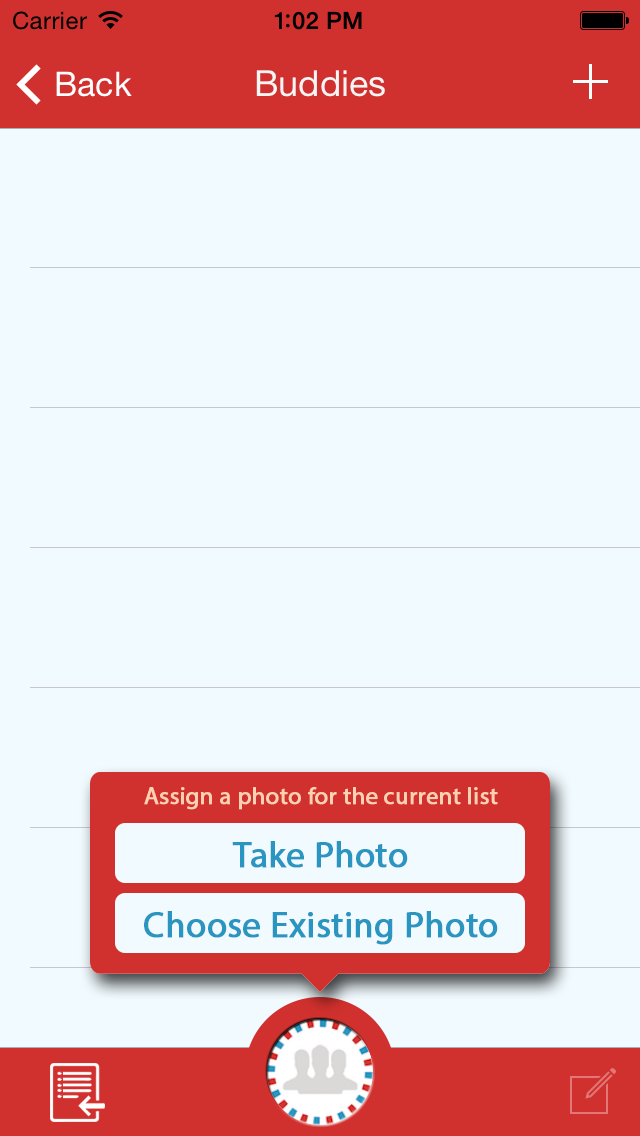 Carrier 1:02 PM
Back Buddies
Assign a photo for the current list
Take Photo
Choose Existing Photo